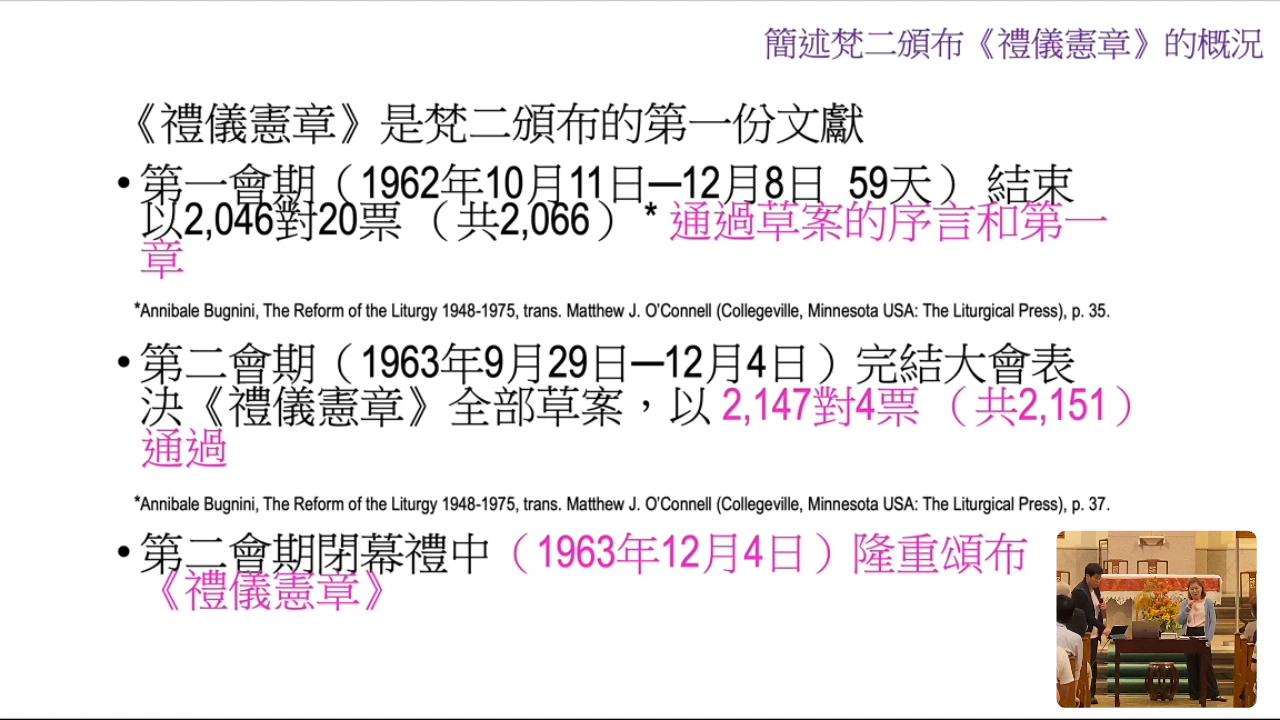 簡述梵二頒布《禮儀憲章》的概況
《禮儀憲章》是梵二頒布的第一份文獻
• 第一會期（1962年10月11日—12月8日 59天）結束
以2,046對20票（共2,066）* 通過草案的序言和第一
章
*Annibale Bugnini, The Reform of the Liturgy 1948-1975, trans. Matthew J. O'Connell (Collegeville, Minnesota USA: The Liturgical Press), p. 35.
• 第二會期（1963年9月29日—12月4日）完結大會表
決《禮儀憲章》全部草案，以 2,147對4票（共2,151）
通過
*Annibale Bugnini, The Reform of the Liturgy 1948-1975, trans. Matthew J. O'Connell (Collegeville, Minnesota USA: The Liturgical Press), p. 37.
• 第二會期閉幕禮中（1963年12月4日）隆重頌布
《禮儀憲章》